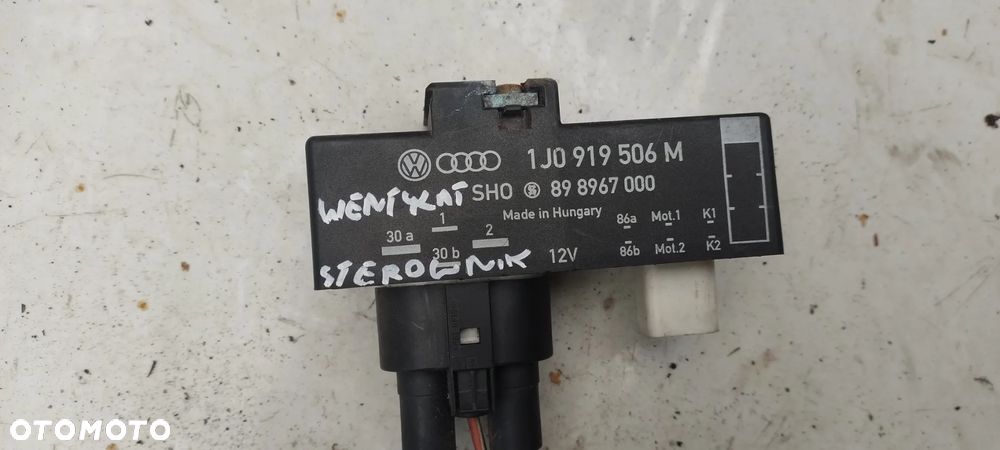 1J0 919 506 M
SHO 89 8967 000
Made in Hungary
WENTYLAT
30 a 1 2
30 b 12V
86a Mot.1 K1
86b Mot.2 K2
STEROWNIK
OTOMOTO